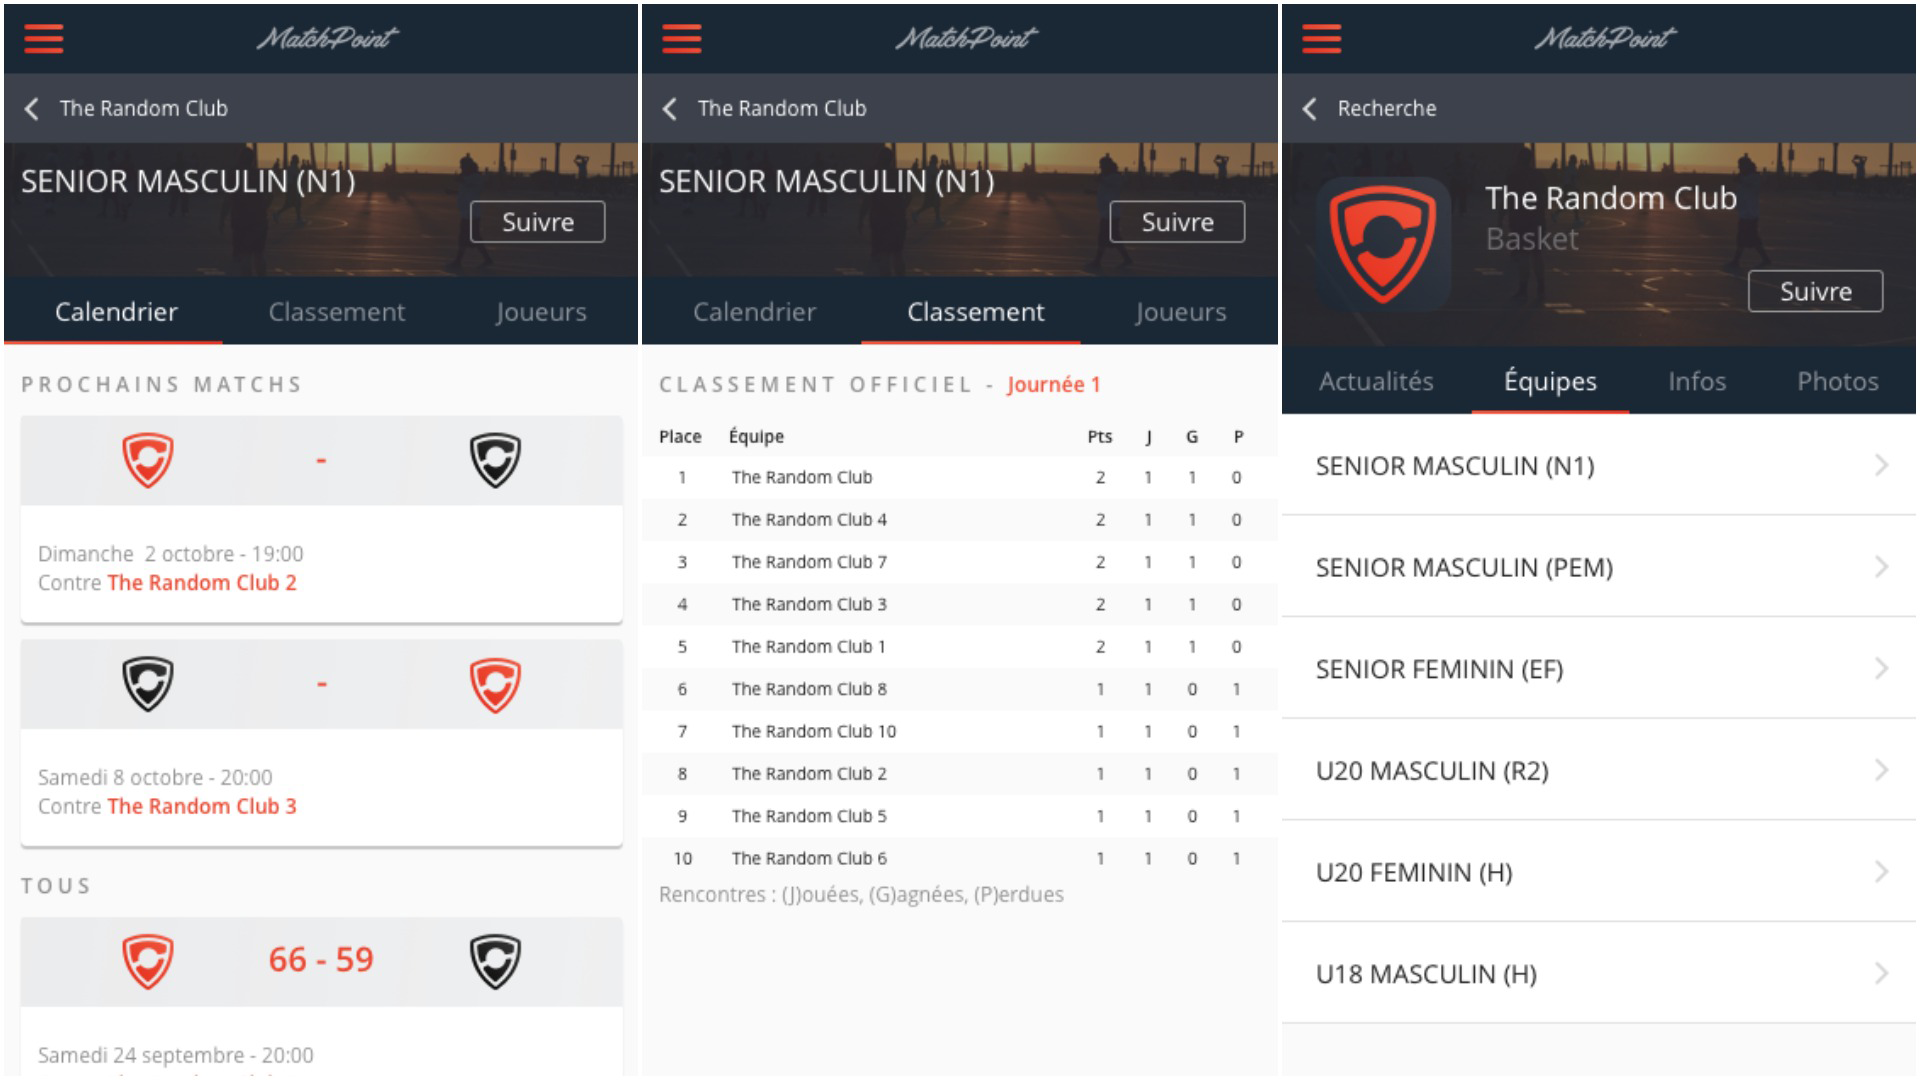 MatchPoint
The Random Club
SENIOR MASCULIN (N1)
Suivre
Calendrier Classement Joueurs
PROCHAINS MATCHS
-
Dimanche 2 octobre - 19:00
Contre The Random Club 2
-
Samedi 8 octobre - 20:00
Contre The Random Club 3
TOUS
66 - 59
Samedi 24 septembre - 20:00
MatchPoint
The Random Club
SENIOR MASCULIN (N1)
Suivre
Calendrier Classement Joueurs
CLASSEMENT OFFICIEL - Journée 1
Place Équipe Pts J G P
1 The Random Club 2 1 1 0
2 The Random Club 4 2 1 1 0
3 The Random Club 7 2 1 1 0
4 The Random Club 3 2 1 1 0
5 The Random Club 1 2 1 1 0
6 The Random Club 8 1 1 0 1
7 The Random Club 10 1 1 0 1
8 The Random Club 2 1 1 0 1
9 The Random Club 5 1 1 0 1
10 The Random Club 6 1 1 0 1
Rencontres : (J)ouées, (G)agnées, (P)erdues
MatchPoint
Recherche
The Random Club
Basket
Suivre
Actualités Équipes Infos Photos
SENIOR MASCULIN (N1)
SENIOR MASCULIN (PEM)
SENIOR FEMININ (EF)
U20 MASCULIN (R2)
U20 FEMININ (H)
U18 MASCULIN (H)